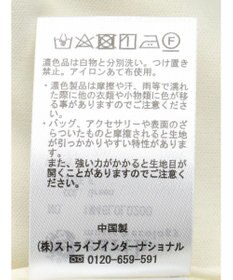 濃色品は白物と分別洗い。つけ置き
禁止。アイロンあて布使用。
・濃色製品は摩擦や汗、雨等で濡れ
た際に他の衣類や小物類に色が移
る事がありますのでご注意くださ
い。
・バッグ、アクセサリーや表面のざ
らついたものと摩擦されると生地
が引っかかりやすい特性がありま
す。
また、強い力がかかると生地目が
開くことがありますのでご注意く
ださい。
中国製
(株)ストライプインターナショナル
0120-659-591